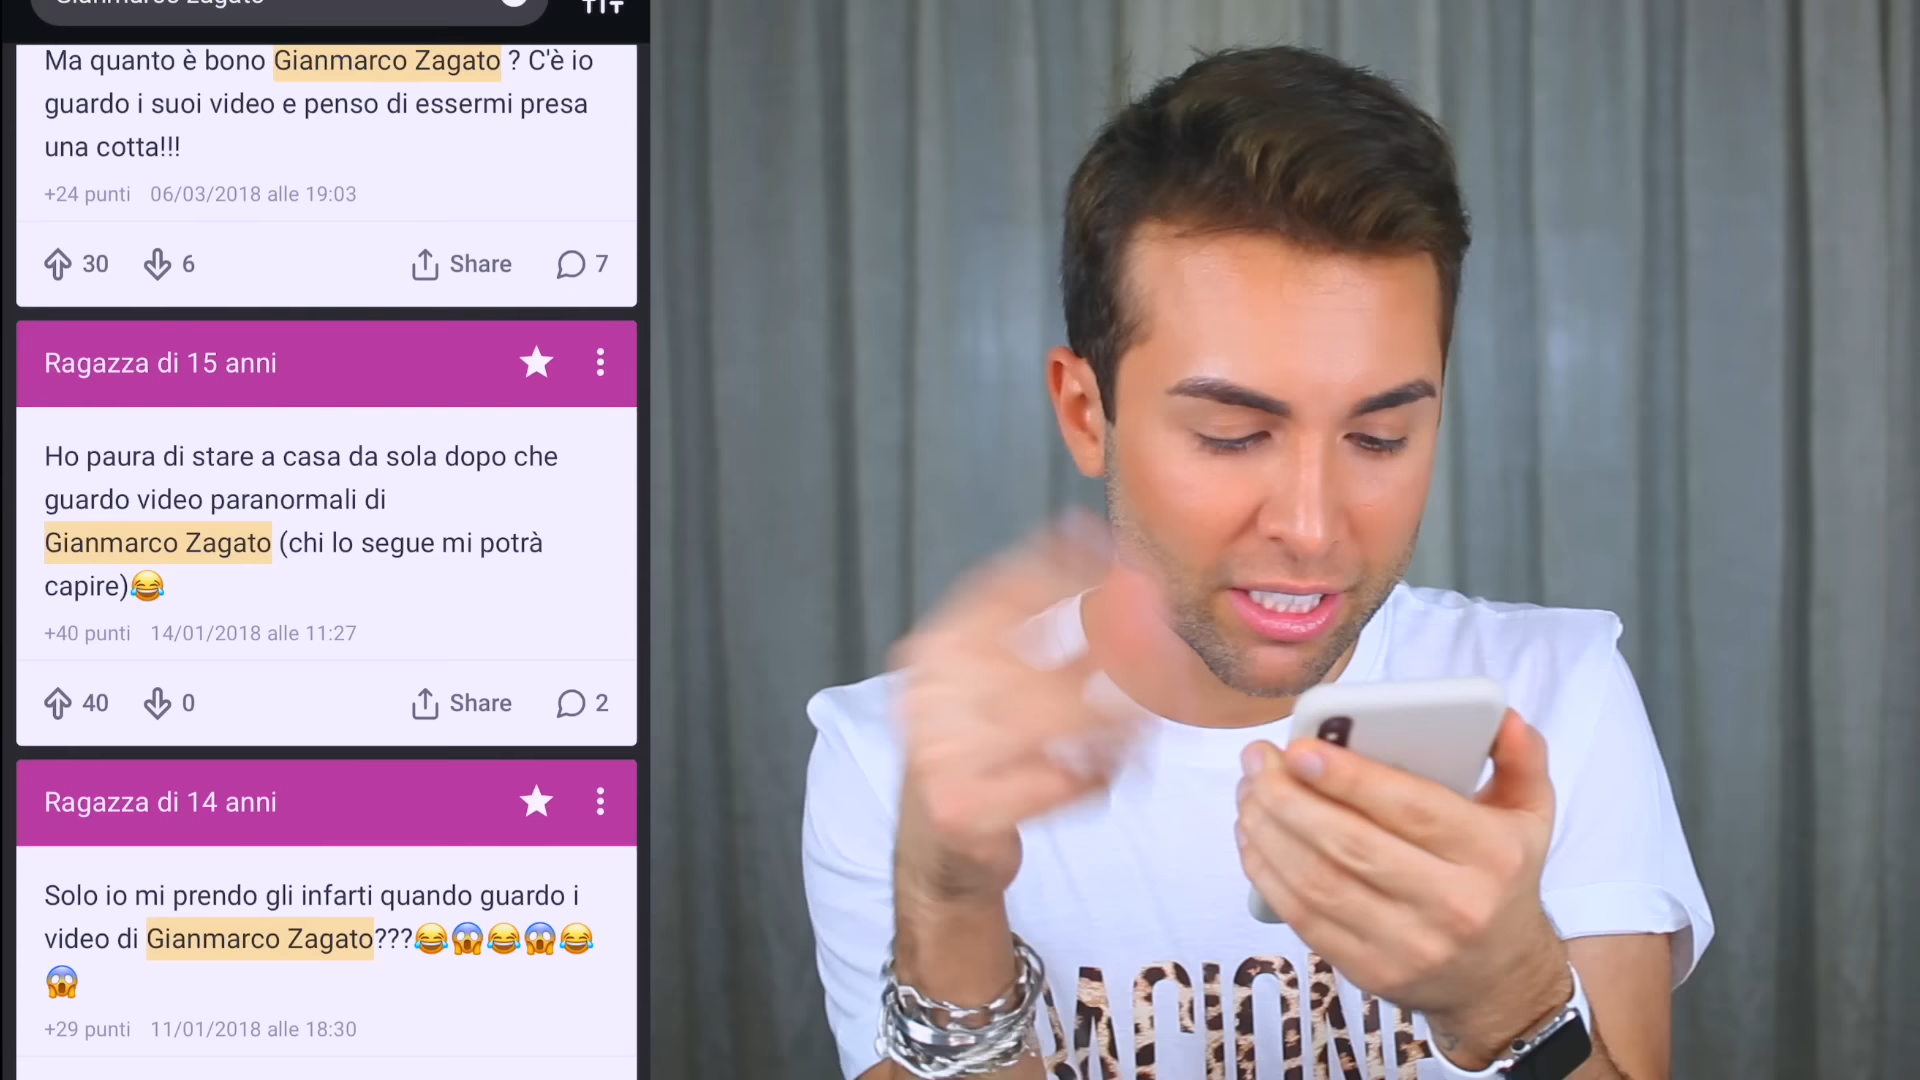 Gianmarco Zagato
Ma quanto è bono Gianmarco Zagato ? C'è io
guardo i suoi video e penso di essermi presa
una cotta!!!
+24 punti 06/03/2018 alle 19:03
30 6 Share 7
Ragazza di 15 anni
Ho paura di stare a casa da sola dopo che
guardo video paranormali di
Gianmarco Zagato (chi lo segue mi potrà
capire)😂
+40 punti 14/01/2018 alle 11:27
40 0 Share 2
Ragazza di 14 anni
Solo io mi prendo gli infarti quando guardo i
video di Gianmarco Zagato???😂😱😂😱😂
😱
+29 punti 11/01/2018 alle 18:30